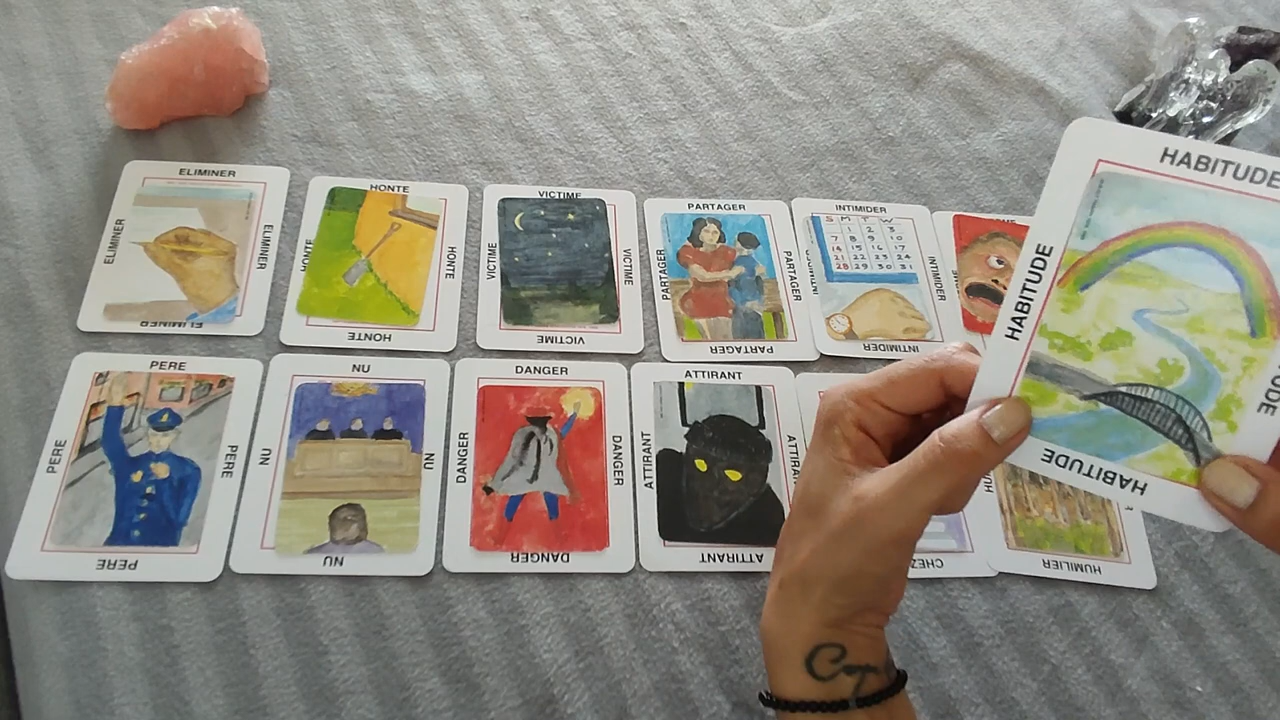 ELIMINER
ELIMINER
ELIMINER
ELIMINER
HONTE
HONTE
HONTE
HONTE
VICTIME
VICTIME
VICTIME
VICTIME
PARTAGER
PARTAGER
PARTAGER
PARTAGER
INTIMIDER
INTIMIDER
INTIMIDER
S M T W
1 2 3
7 8 9 10
14 15 16 17
21 22 23 24
28 29 30 31
HABITUDE
HABITUDE
HABITUDE
PERE
PERE
PERE
PERE
NU
NU
NU
NU
DANGER
DANGER
DANGER
DANGER
ATTIRANT
ATTIRANT
ATTIRANT
HUMILIER